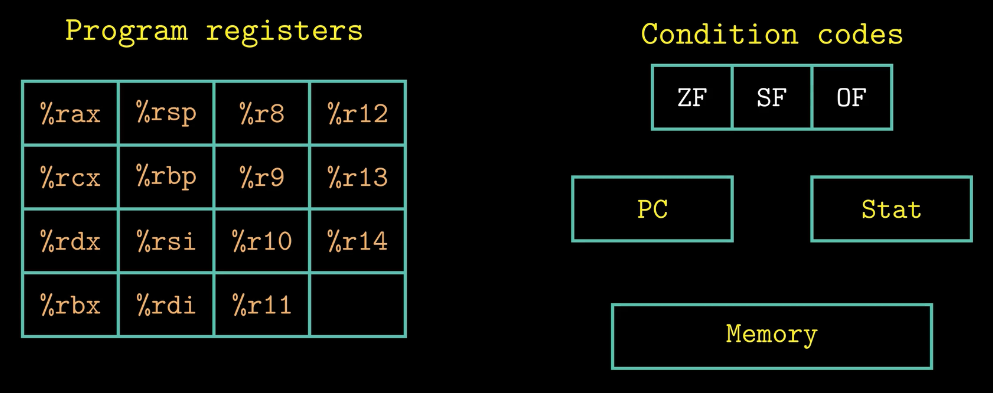 Program registers
%rax %rsp %r8 %r12
%rcx %rbp %r9 %r13
%rdx %rsi %r10 %r14
%rbx %rdi %r11
Condition codes
ZF SF OF
PC Stat
Memory